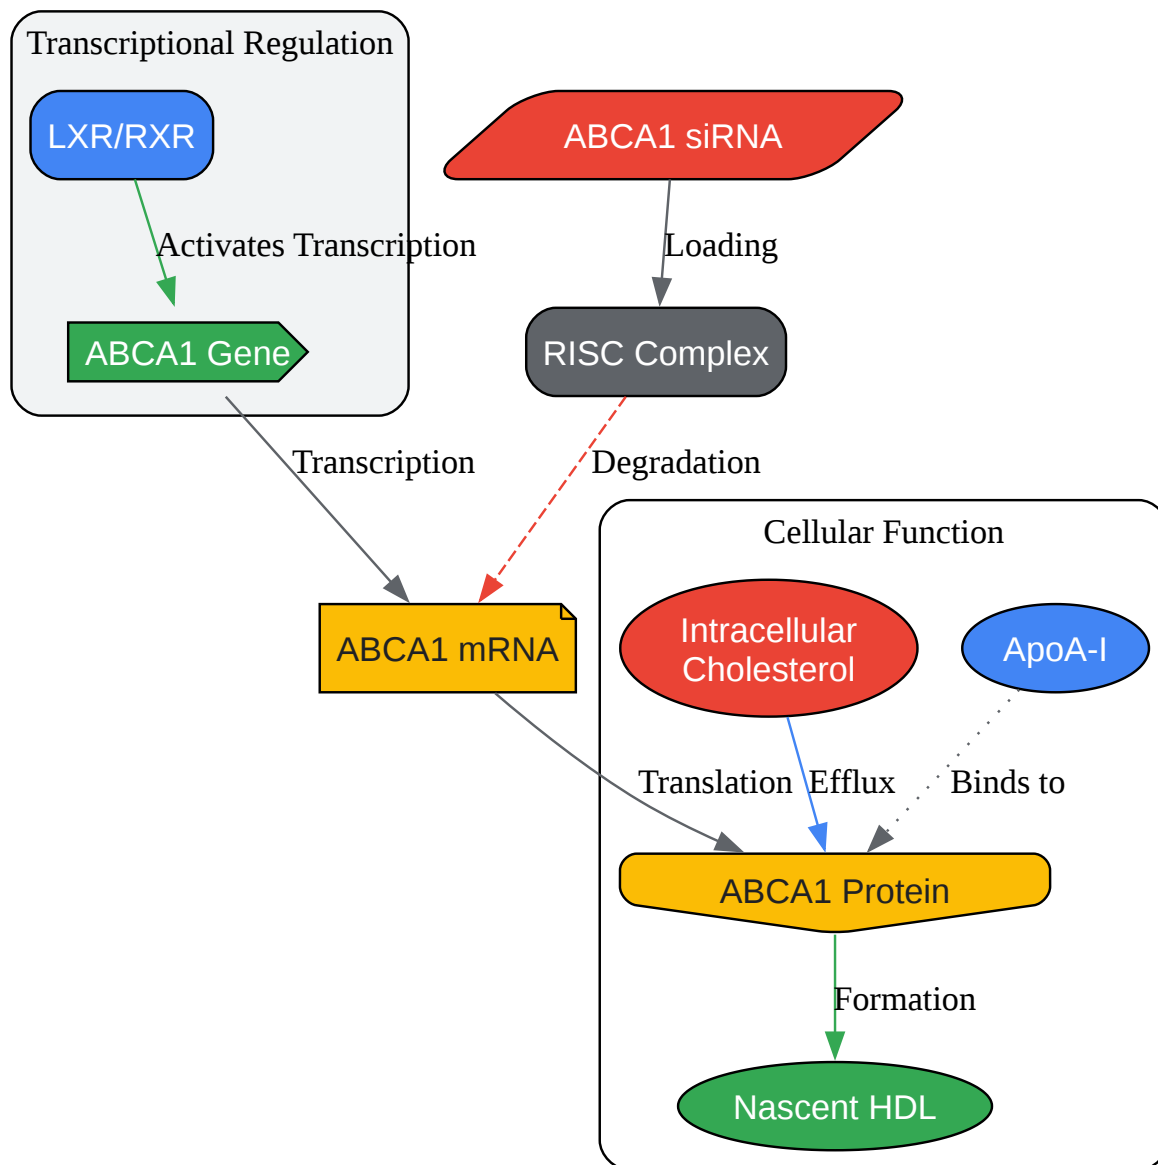 Transcriptional Regulation
LXR/RXR
ABCA1 siRNA
Activates Transcription
Loading
ABCA1 Gene
RISC Complex
Transcription
Degradation
Cellular Function
ABCA1 mRNA
Intracellular
Cholesterol
ApoA-I
Translation
Efflux
Binds to
ABCA1 Protein
Formation
Nascent HDL